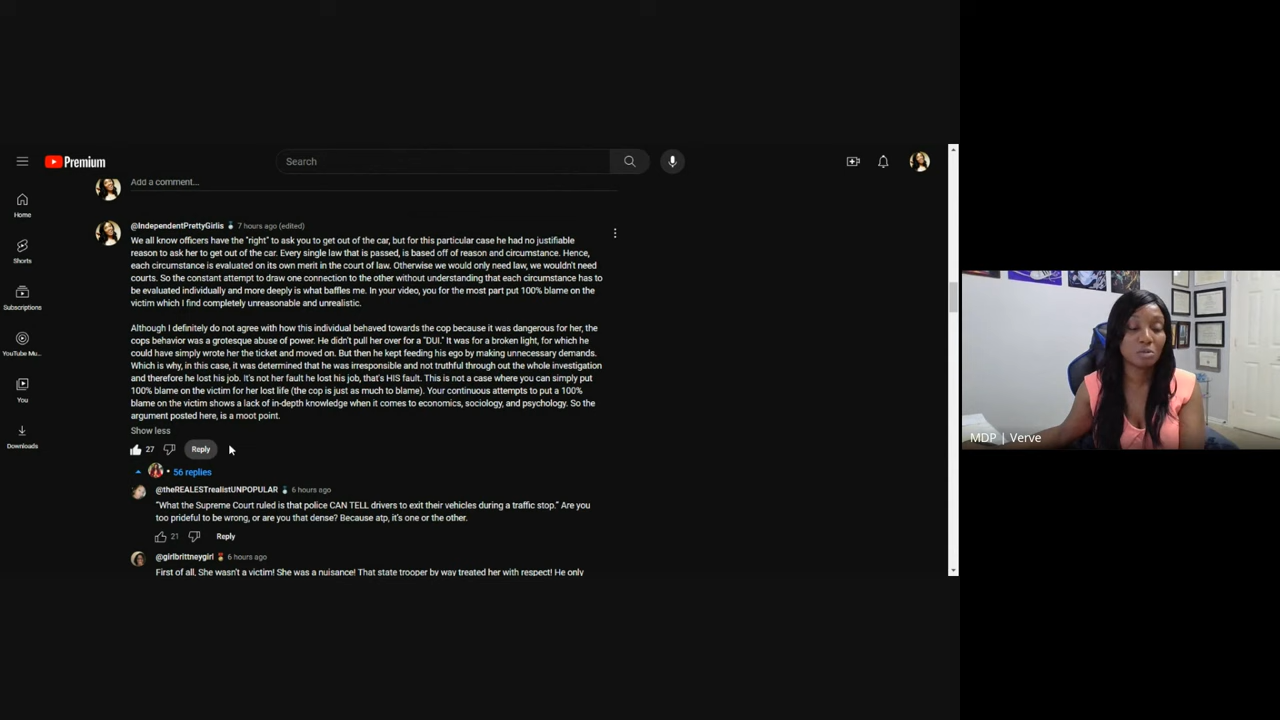 Premium
Search
Add a comment...
Home
Shorts
Subscriptions
YouTube Mu...
You
Downloads
@IndependentPrettyGirlis 7 hours ago (edited)
We all know officers have the "right" to ask you to get out of the car, but for this particular case he had no justifiable
reason to ask her to get out of the car. Every single law that is passed, is based off of reason and circumstance. Hence,
each circumstance is evaluated on its own merit in the court of law. Otherwise we would only need law, we wouldn't need
courts. So the constant attempt to draw one connection to the other without understanding that each circumstance has to
be evaluated individually and more deeply is what baffles me. In your video, you for the most part put 100% blame on the
victim which I find completely unreasonable and unrealistic.
Although I definitely do not agree with how this individual behaved towards the cop because it was dangerous for her, the
cops behavior was a grotesque abuse of power. He didn't pull her over for a "DUI." It was for a broken light, for which he
could have simply wrote her the ticket and moved on. But then he kept feeding his ego by making unnecessary demands.
Which is why, in this case, it was determined that he was irresponsible and not truthful through out the whole investigation
and therefore he lost his job. It's not her fault he lost his job, that's HIS fault. This is not a case where you can simply put
100% blame on the victim for her lost life (the cop is just as much to blame). Your continuous attempts to put a 100%
blame on the victim shows a lack of in-depth knowledge when it comes to economics, sociology, and psychology. So the
argument posted here, is a moot point.
Show less
27 Reply
56 replies
@theREALESTrealistUNPOPULAR 6 hours ago
"What the Supreme Court ruled is that police CAN TELL drivers to exit their vehicles during a traffic stop." Are you
too prideful to be wrong, or are you that dense? Because atp, it's one or the other.
21 Reply
@girlbrittneygirl 6 hours ago
First of all, She wasn't a victim! She was a nuisance! That state trooper by way treated her with respect! He only
MDP | Verve